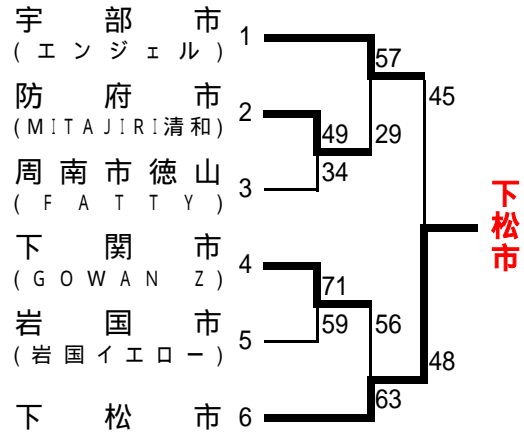 宇部市 1
(エンジェル)
57
45
防府市 2
(MITAJIRI清和)
49 29
34
周南市徳山 3
(FATTY)
下松市
下関市 4
(GOWAN Z)
71
59 56
岩国市 5
(岩国イエロー)
48
63
下松市 6